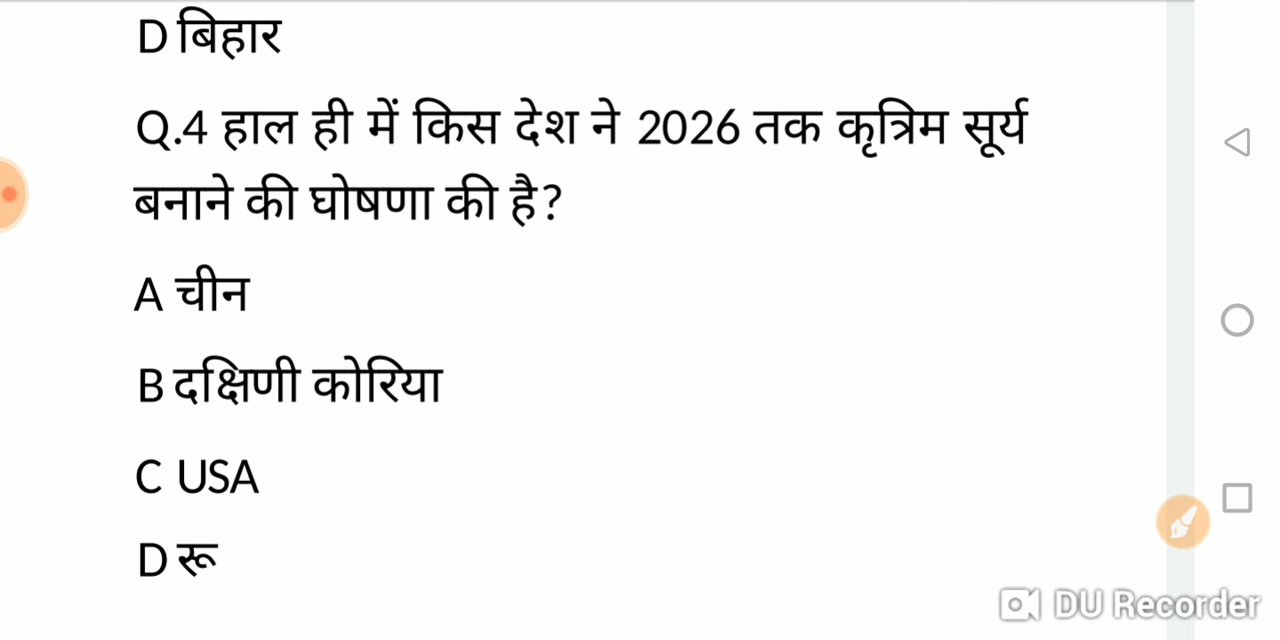 D बिहार
Q.4 हाल ही में किस देश ने 2026 तक कृत्रिम सूर्य
बनाने की घोषणा की है?
A चीन
B दक्षिणी कोरिया
C USA
D रू
DU Recorder